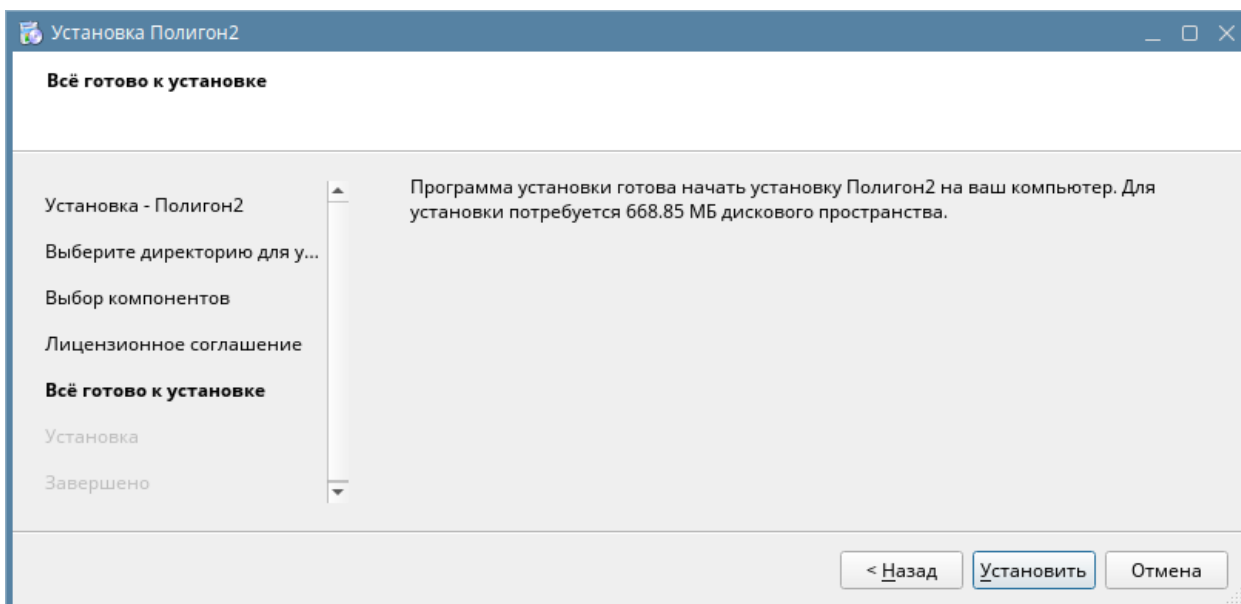 Установка Полигон2
Всё готово к установке
Установка - Полигон2
Выберите директорию для у...
Выбор компонентов
Лицензионное соглашение
Всё готово к установке
Установка
Завершено
Программа установки готова начать установку Полигон2 на ваш компьютер. Для
установки потребуется 668.85 МБ дискового пространства.
< Назад
Установить
Отмена